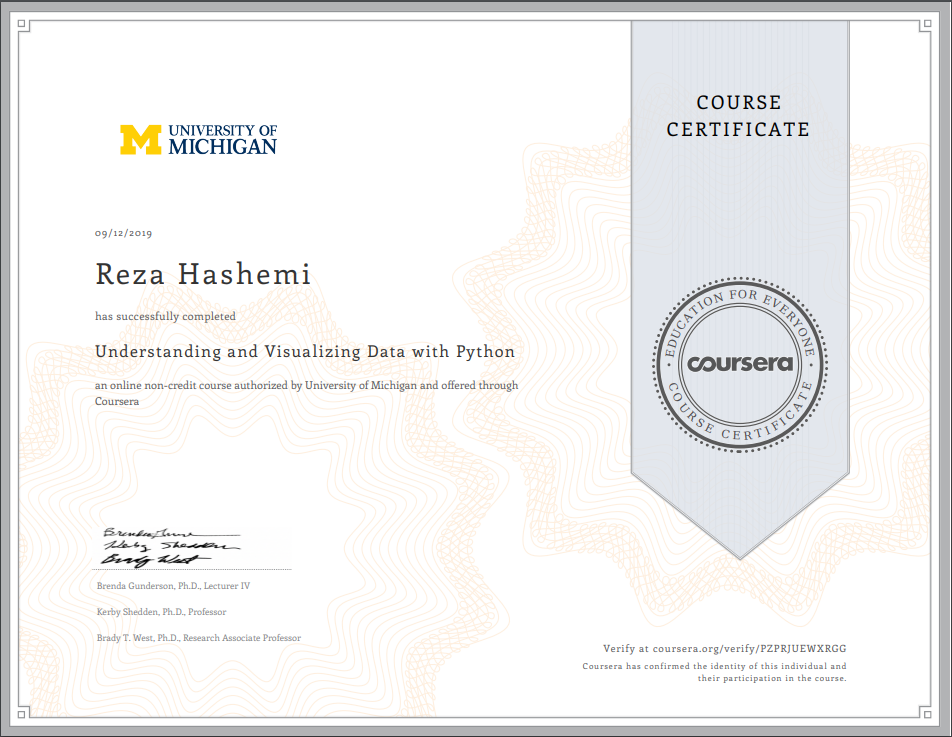 UNIVERSITY OF
MICHIGAN
09/12/2019
Reza Hashemi
has successfully completed
Understanding and Visualizing Data with Python
an online non-credit course authorized by University of Michigan and offered through
Coursera
Brenda Gunderson, Ph.D., Lecturer IV
Kerby Shedden, Ph.D., Professor
Brady T. West, Ph.D., Research Associate Professor
COURSE
CERTIFICATE
EDUCATION FOR EVERYONE
coursera
COURSE CERTIFICATE
Verify at coursera.org/verify/PZPRJUEWXRGG
Coursera has confirmed the identity of this individual and
their participation in the course.